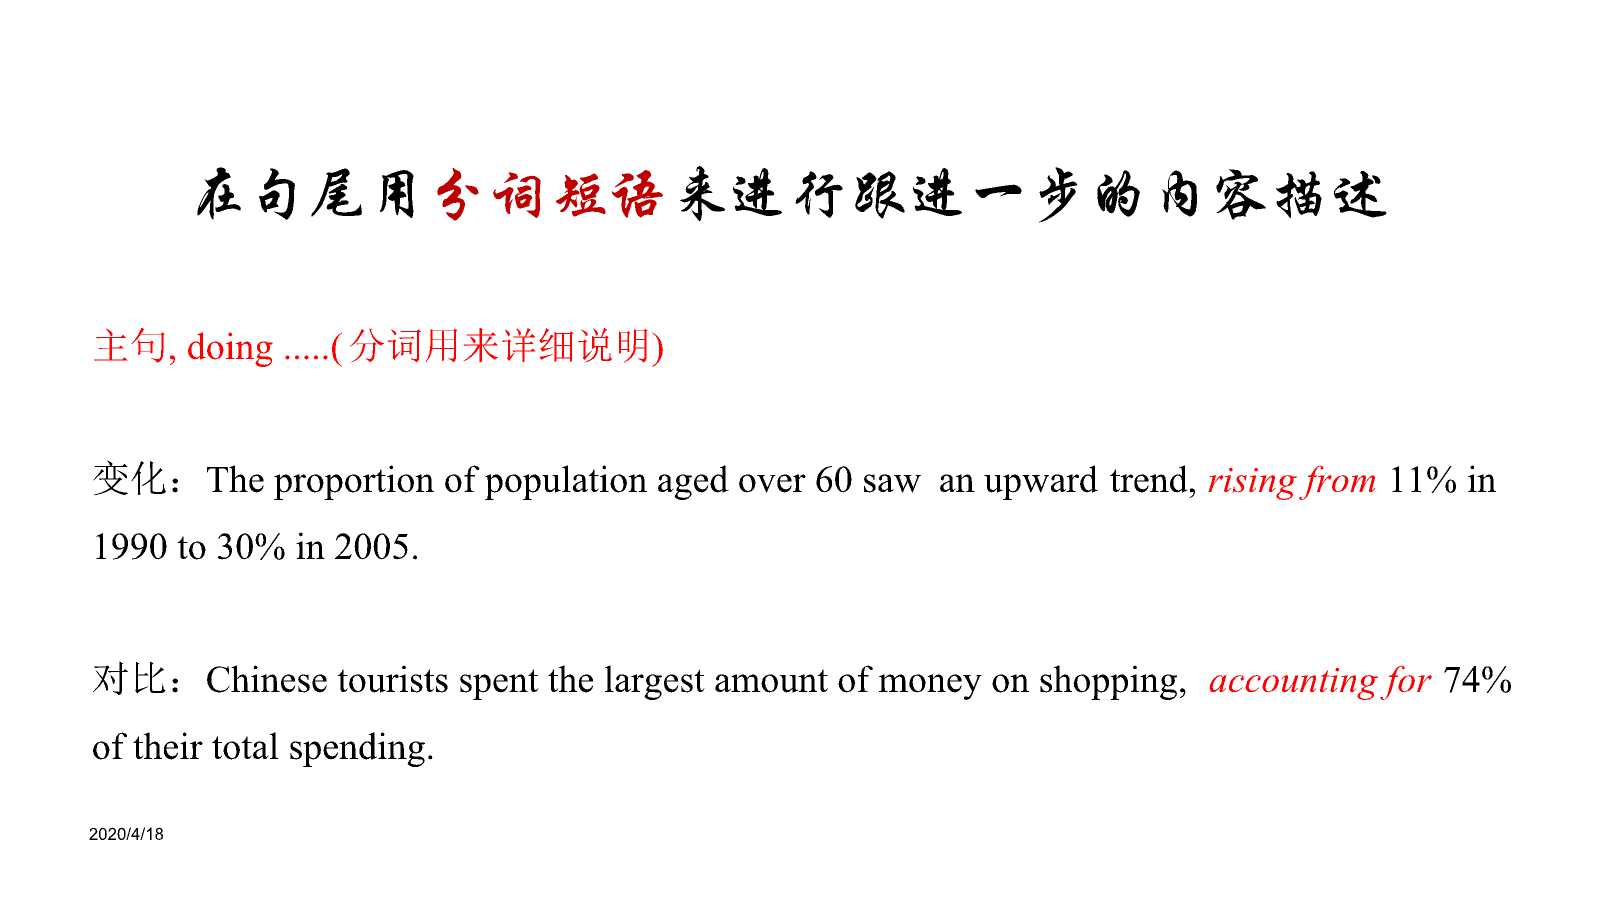 在句尾用分词短语来进行跟进一步的内容描述
主句, doing .....(分词用来详细说明)
变化：The proportion of population aged over 60 saw an upward trend, rising from 11% in
1990 to 30% in 2005.
对比：Chinese tourists spent the largest amount of money on shopping, accounting for 74%
of their total spending.
2020/4/18